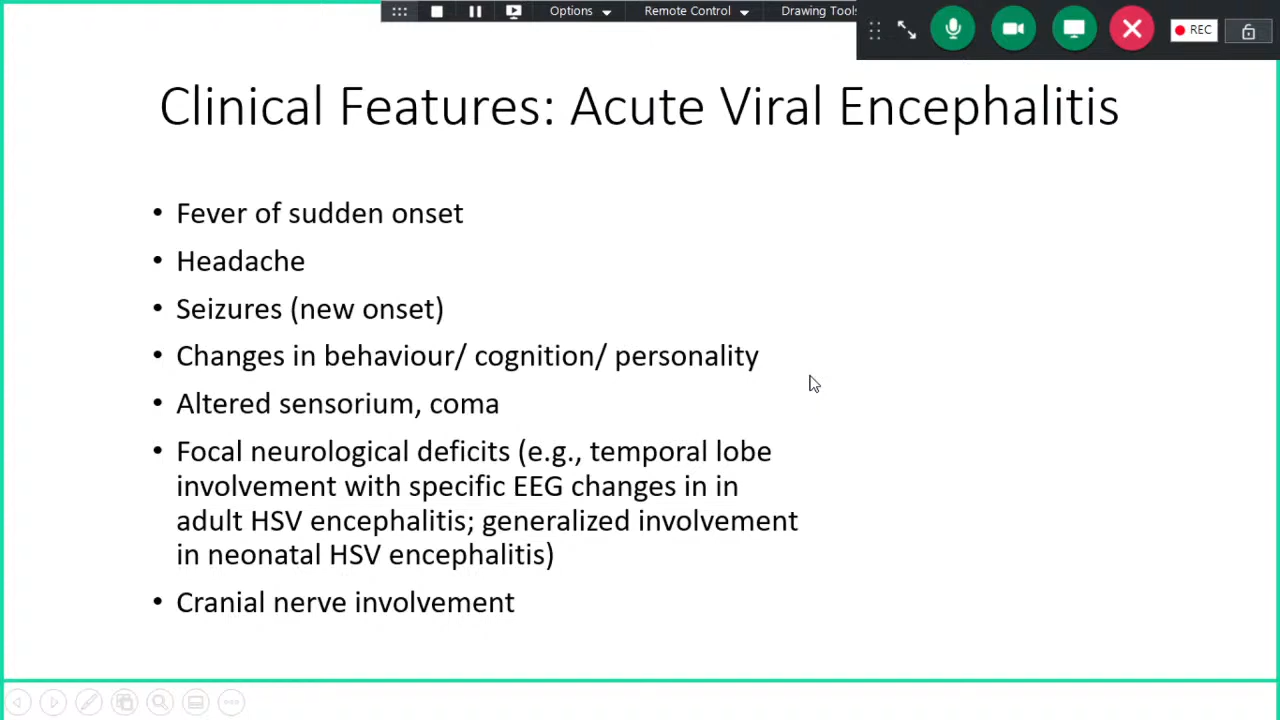 Options
Remote Control
Drawing Tools
REC
Clinical Features: Acute Viral Encephalitis
• Fever of sudden onset
• Headache
• Seizures (new onset)
• Changes in behaviour/ cognition/ personality
• Altered sensorium, coma
• Focal neurological deficits (e.g., temporal lobe
involvement with specific EEG changes in in
adult HSV encephalitis; generalized involvement
in neonatal HSV encephalitis)
• Cranial nerve involvement